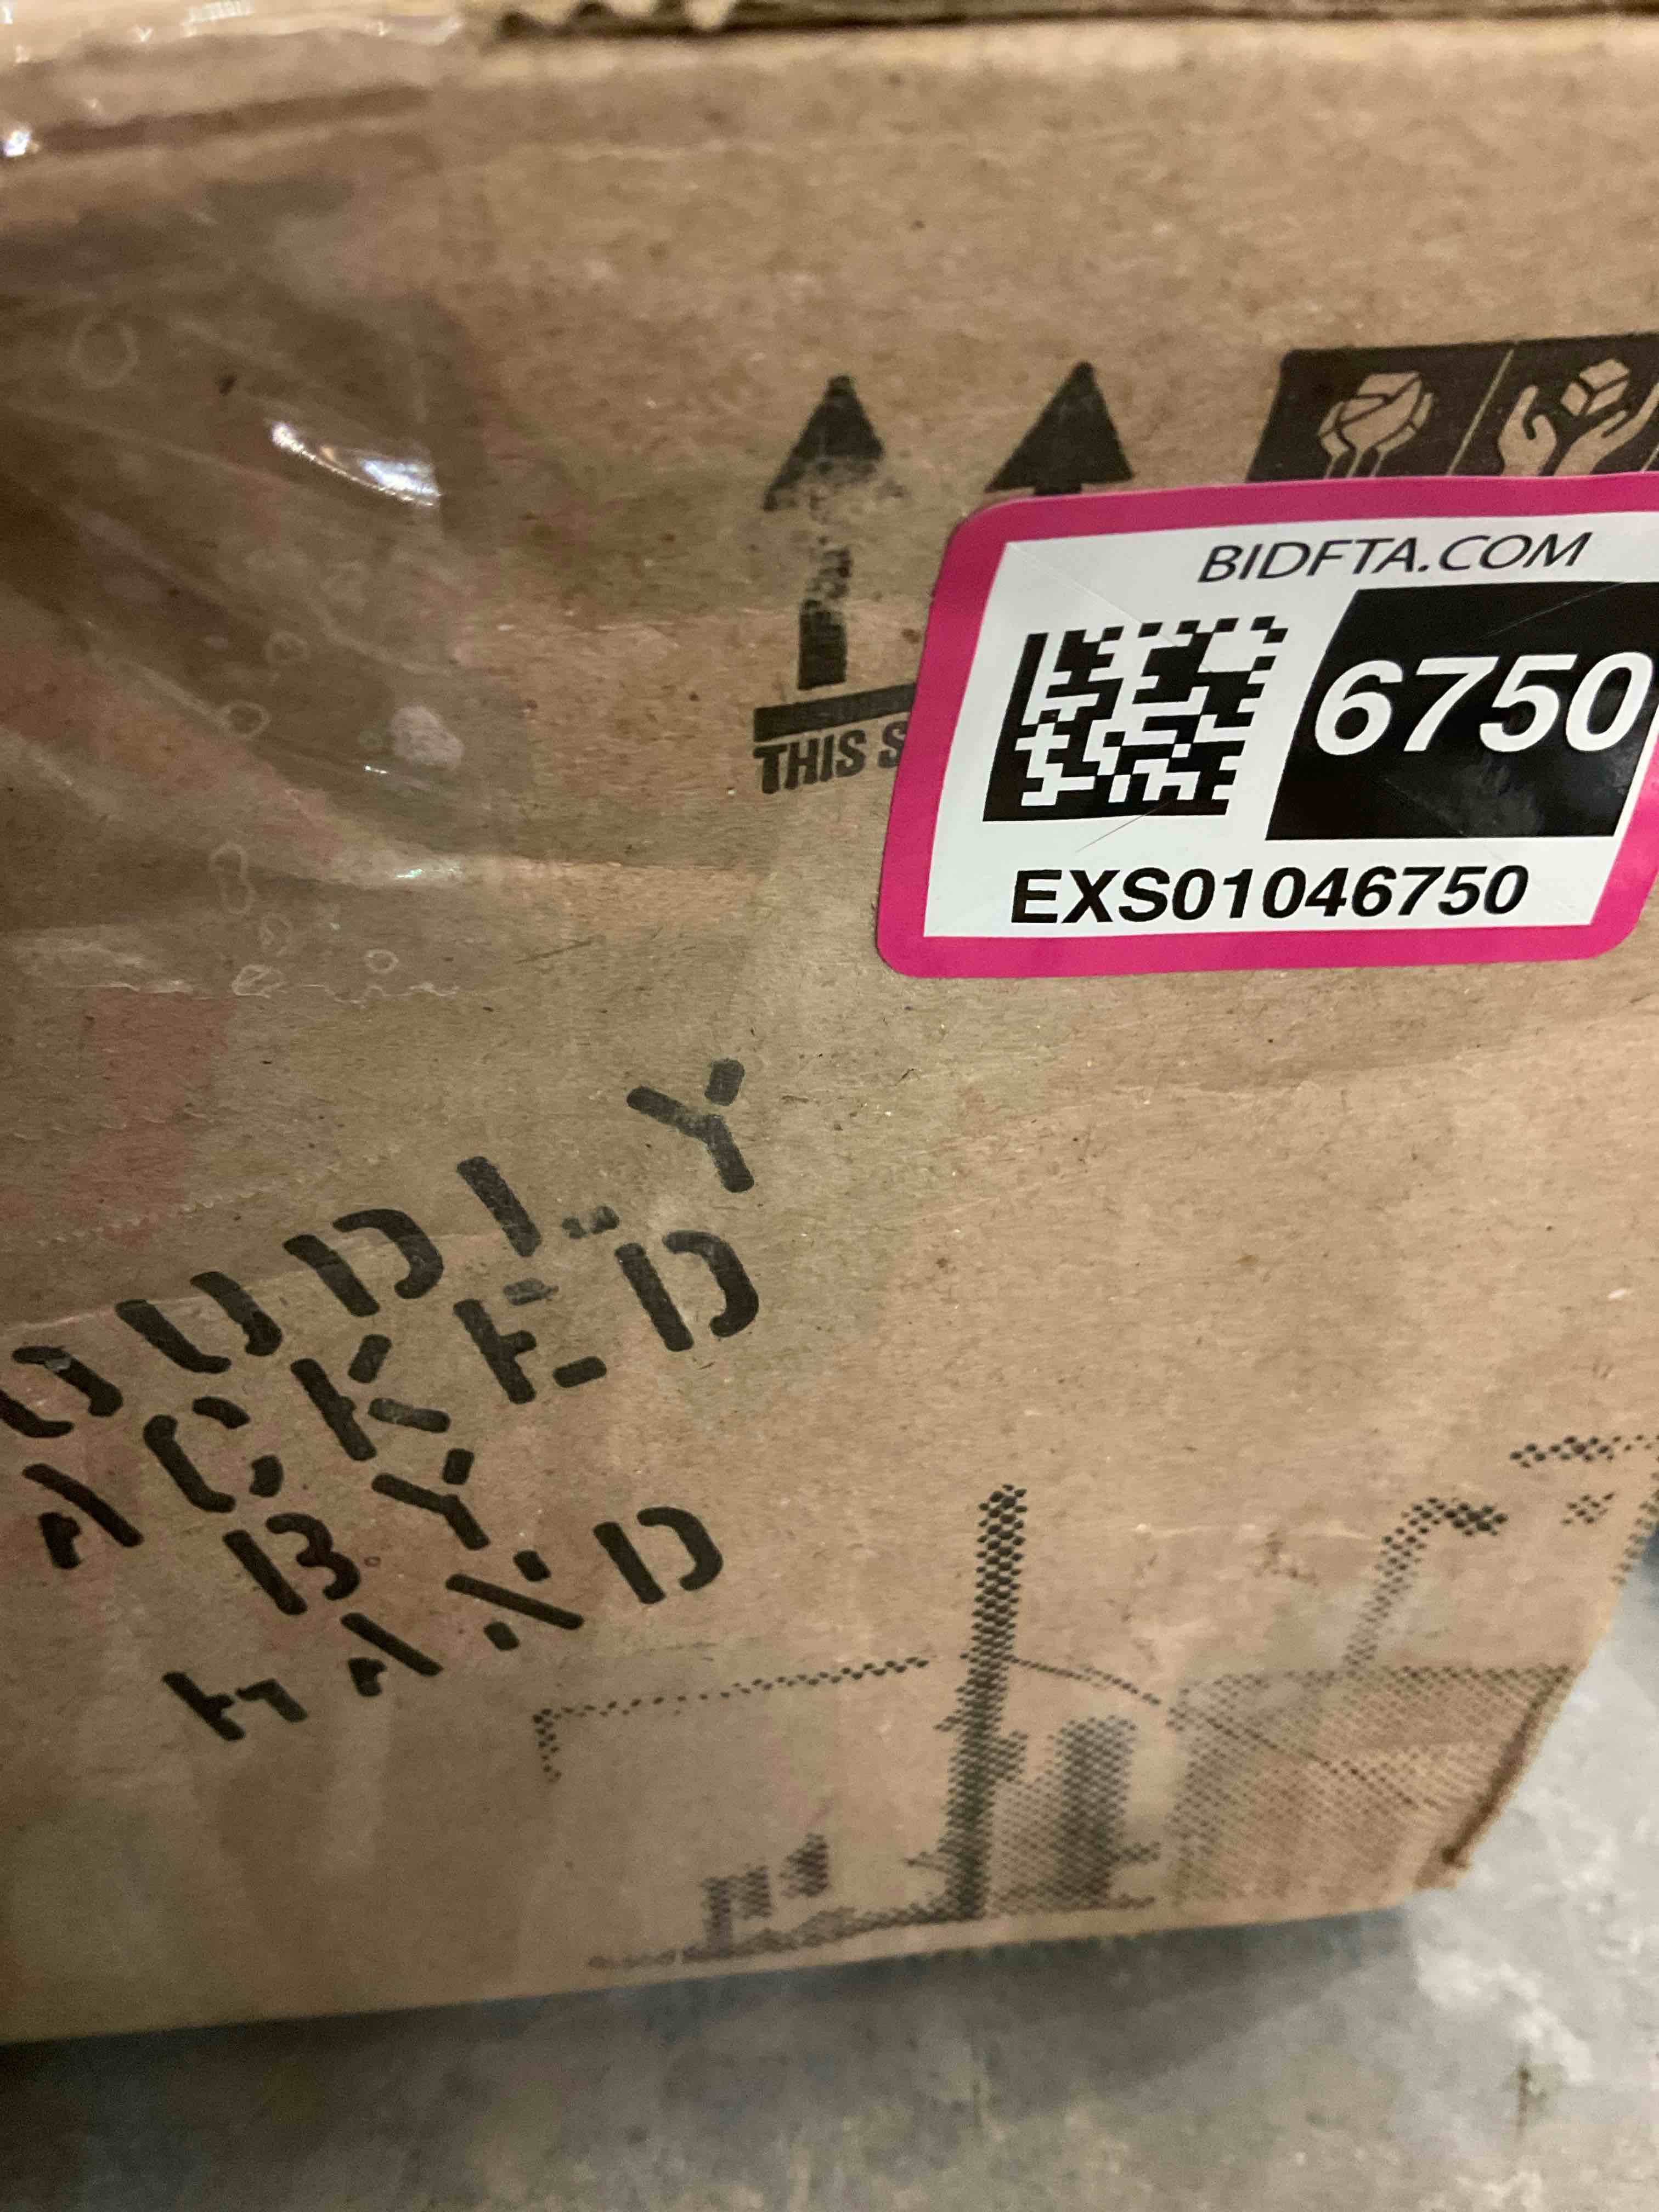 BIDFTA.COM
6750
EXS01046750
THIS S
OUDLY
ACKED
BY
HAND